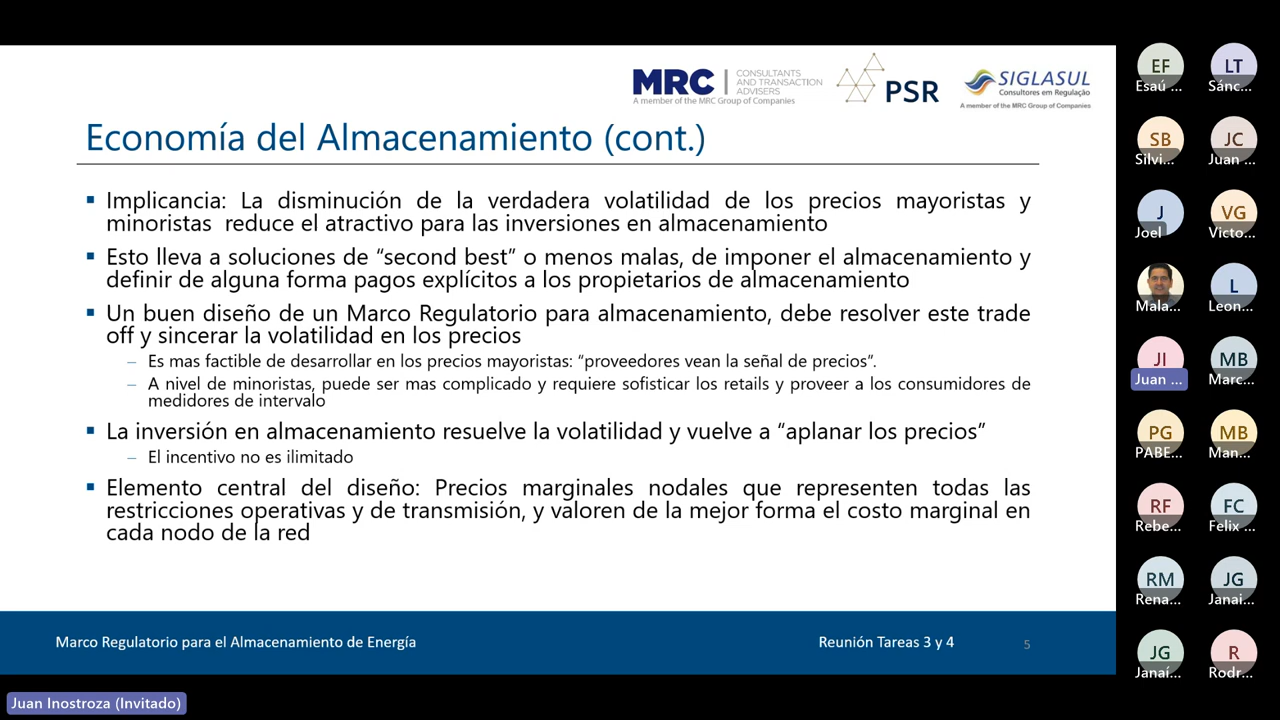 MRC
CONSULTANTS
AND TRANSACTION
ADVISERS
A member of the MRC Group of Companies
PSR
SIGLASUL
Consultores em Regulação
A member of the MRC Group of Companies
Economía del Almacenamiento (cont.)
Implicancia: La disminución de la verdadera volatilidad de los precios mayoristas y
minoristas reduce el atractivo para las inversiones en almacenamiento
Esto lleva a soluciones de “second best” o menos malas, de imponer el almacenamiento y
definir de alguna forma pagos explícitos a los propietarios de almacenamiento
Un buen diseño de un Marco Regulatorio para almacenamiento, debe resolver este trade
off y sincerar la volatilidad en los precios
– Es mas factible de desarrollar en los precios mayoristas: “proveedores vean la señal de precios”.
– A nivel de minoristas, puede ser mas complicado y requiere sofisticar los retails y proveer a los consumidores de
medidores de intervalo
La inversión en almacenamiento resuelve la volatilidad y vuelve a “aplanar los precios”
– El incentivo no es ilimitado
Elemento central del diseño: Precios marginales nodales que representen todas las
restricciones operativas y de transmisión, y valoren de la mejor forma el costo marginal en
cada nodo de la red
Marco Regulatorio para el Almacenamiento de Energía
Reunión Tareas 3 y 4
5
EF
Esaú ...
LT
Sánc...
SB
Silvi...
JC
Juan ...
J
Joel
VG
Victo...
Mala...
L
Leon...
JI
Juan ...
MB
Marc...
PG
PABE...
MB
Man...
RF
Rebe...
FC
Felix ...
RM
Rena...
JG
Janai...
JG
Janaí...
R
Rodr...
Juan Inostroza (Invitado)